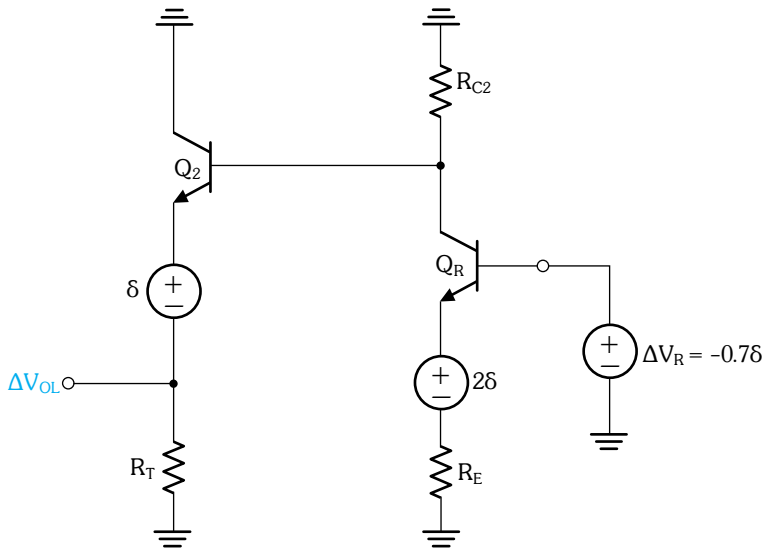 R_C2
Q_2
Q_R
+
−
δ
+
−
2δ
+
−
ΔV_R = -0.7δ
ΔV_OL
R_T
R_E